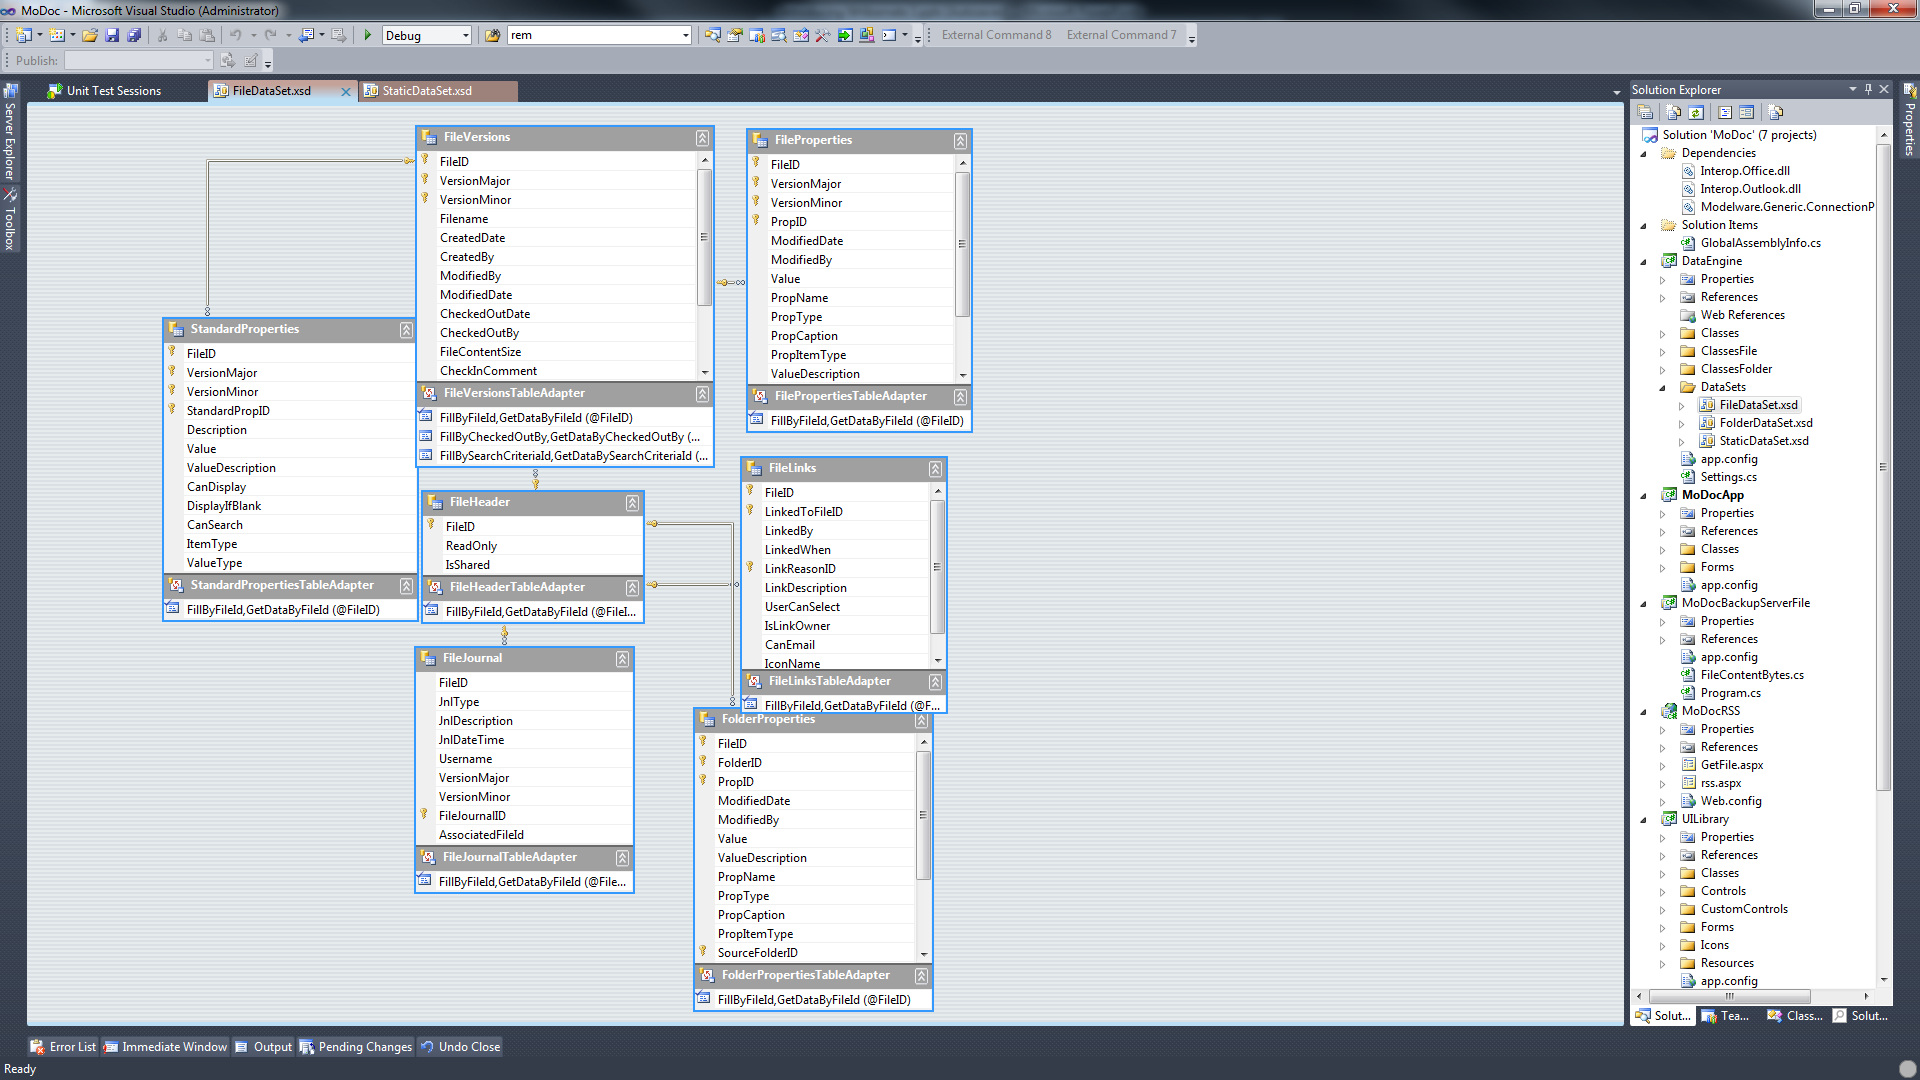 MoDoc - Microsoft Visual Studio (Administrator)
Debug
rem
External Command 8
External Command 7
Publish:
Unit Test Sessions
FileDataSet.xsd
StaticDataSet.xsd
Server Explorer
Toolbox
FileVersions
FileID
VersionMajor
VersionMinor
Filename
CreatedDate
CreatedBy
ModifiedBy
ModifiedDate
CheckedOutDate
CheckedOutBy
FileContentSize
CheckInComment
FileVersionsTableAdapter
FillByFileId,GetDataByFileId (@FileID)
FillByCheckedOutBy,GetDataByCheckedOutBy (...
FillBySearchCriteriaId,GetDataBySearchCriteriaId (...
FileProperties
FileID
VersionMajor
VersionMinor
PropID
ModifiedDate
ModifiedBy
Value
PropName
PropType
PropCaption
PropItemType
ValueDescription
FilePropertiesTableAdapter
FillByFileId,GetDataByFileId (@FileID)
StandardProperties
FileID
VersionMajor
VersionMinor
StandardPropID
Description
Value
ValueDescription
CanDisplay
DisplayIfBlank
CanSearch
ItemType
ValueType
StandardPropertiesTableAdapter
FillByFileId,GetDataByFileId (@FileID)
FileHeader
FileID
ReadOnly
IsShared
FileHeaderTableAdapter
FillByFileId,GetDataByFileId (@FileI...
FileLinks
FileID
LinkedToFileID
LinkedBy
LinkedWhen
LinkReasonID
LinkDescription
UserCanSelect
IsLinkOwner
CanEmail
IconName
FileLinksTableAdapter
FillByFileId,GetDataByFileId (@F...
FileJournal
FileID
JnlType
JnlDescription
JnlDateTime
Username
VersionMajor
VersionMinor
FileJournalID
AssociatedFileId
FileJournalTableAdapter
FillByFileId,GetDataByFileId (@File...
FolderProperties
FileID
FolderID
PropID
ModifiedDate
ModifiedBy
Value
ValueDescription
PropName
PropType
PropCaption
PropItemType
SourceFolderID
FolderPropertiesTableAdapter
FillByFileId,GetDataByFileId (@FileID)
Solution Explorer
Solution 'MoDoc' (7 projects)
Dependencies
Interop.Office.dll
Interop.Outlook.dll
Modelware.Generic.ConnectionP
Solution Items
GlobalAssemblyInfo.cs
DataEngine
Properties
References
Web References
Classes
ClassesFile
ClassesFolder
DataSets
FileDataSet.xsd
FolderDataSet.xsd
StaticDataSet.xsd
app.config
Settings.cs
MoDocApp
Properties
References
Classes
Forms
app.config
MoDocBackupServerFile
Properties
References
app.config
FileContentBytes.cs
Program.cs
MoDocRSS
Properties
References
GetFile.aspx
rss.aspx
Web.config
UILibrary
Properties
References
Classes
Controls
CustomControls
Forms
Icons
Resources
app.config
Solut...
Tea...
Class...
Solut...
Properties
Error List
Immediate Window
Output
Pending Changes
Undo Close
Ready